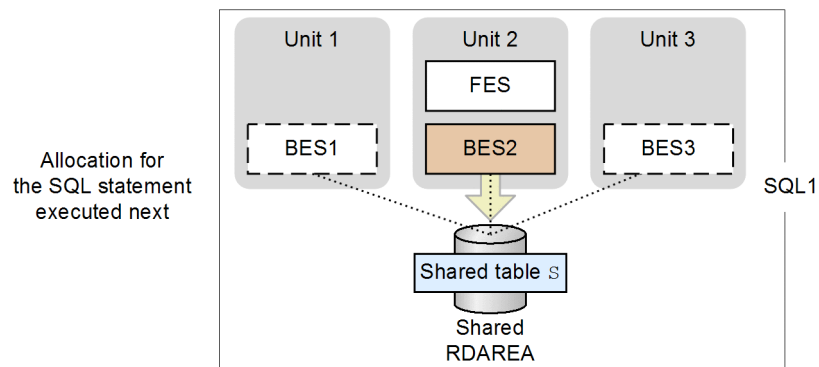 Unit 1
Unit 2
Unit 3
FES
BES1
BES2
BES3
Allocation for
the SQL statement
executed next
SQL1
Shared table S
Shared
RDAREA